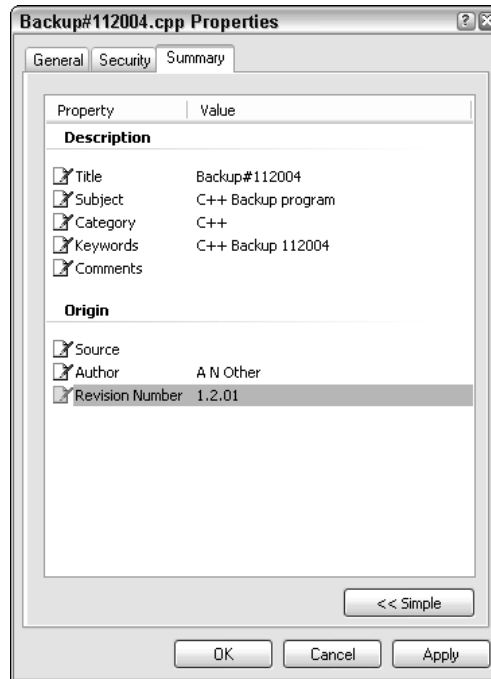 Backup#112004.cpp Properties
General Security Summary
Property Value
Description
Title Backup#112004
Subject C++ Backup program
Category C++
Keywords C++ Backup 112004
Comments
Origin
Source
Author A N Other
Revision Number 1.2.01
<< Simple
OK Cancel Apply